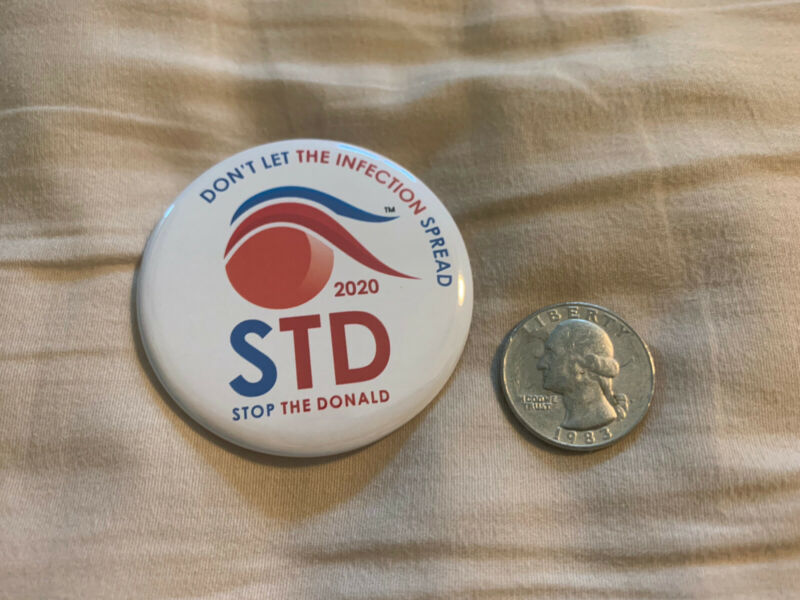 DON'T LET THE INFECTION SPREAD
TM
2020
STD
STOP THE DONALD
LIBERTY
IN GOD WE
TRUST
1983